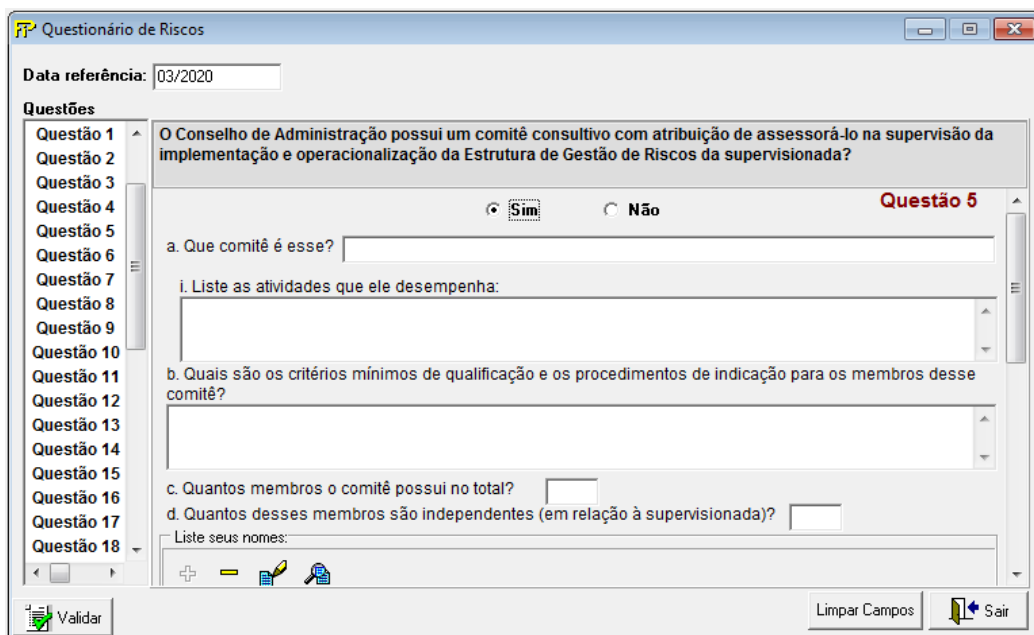 FIP Questionário de Riscos
Data referência: 03/2020
Questões
Questão 1
Questão 2
Questão 3
Questão 4
Questão 5
Questão 6
Questão 7
Questão 8
Questão 9
Questão 10
Questão 11
Questão 12
Questão 13
Questão 14
Questão 15
Questão 16
Questão 17
Questão 18
O Conselho de Administração possui um comitê consultivo com atribuição de assessorá-lo na supervisão da
implementação e operacionalização da Estrutura de Gestão de Riscos da supervisionada?
Questão 5
Sim Não
a. Que comitê é esse?
i. Liste as atividades que ele desempenha:
b. Quais são os critérios mínimos de qualificação e os procedimentos de indicação para os membros desse
comitê?
c. Quantos membros o comitê possui no total?
d. Quantos desses membros são independentes (em relação à supervisionada)?
Liste seus nomes:
Validar
Limpar Campos
Sair